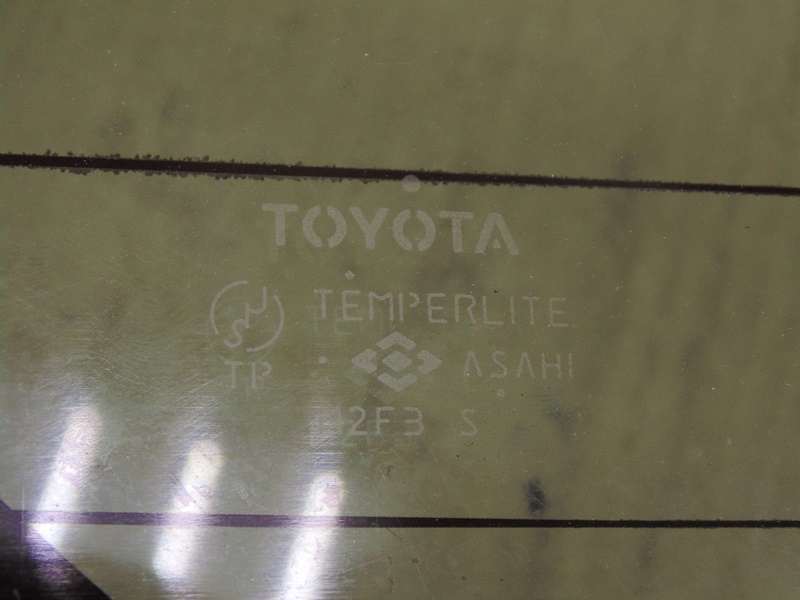 TOYOTA
TEMPERLITE
TP
ASAHI
2F3 S